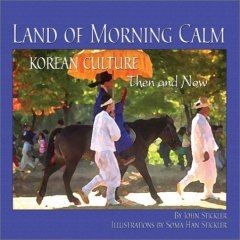 LAND OF MORNING CALM
KOREAN CULTURE
Then and Now
BY JOHN STICKLER
ILLUSTRATIONS BY SOMA HAN STICKLER